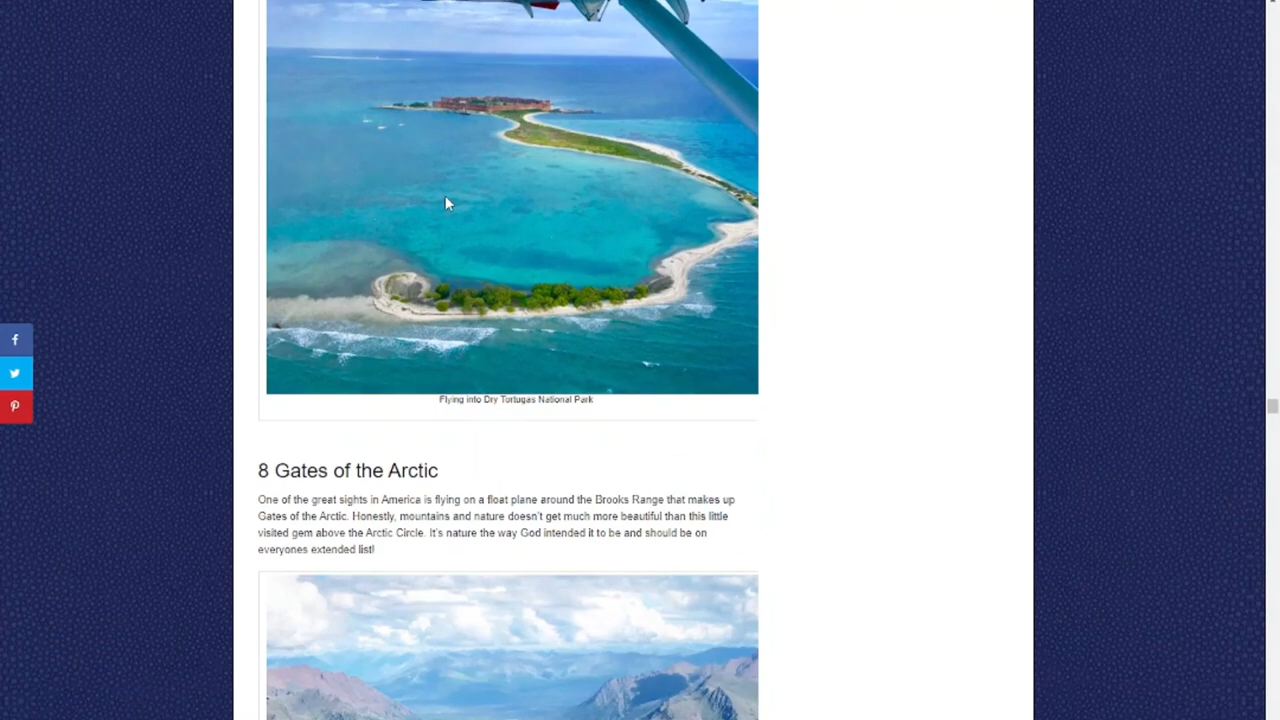 Flying into Dry Tortugas National Park
8 Gates of the Arctic
One of the great sights in America is flying on a float plane around the Brooks Range that makes up
Gates of the Arctic. Honestly, mountains and nature doesn't get much more beautiful than this little
visited gem above the Arctic Circle. It's nature the way God intended it to be and should be on
everyones extended list!